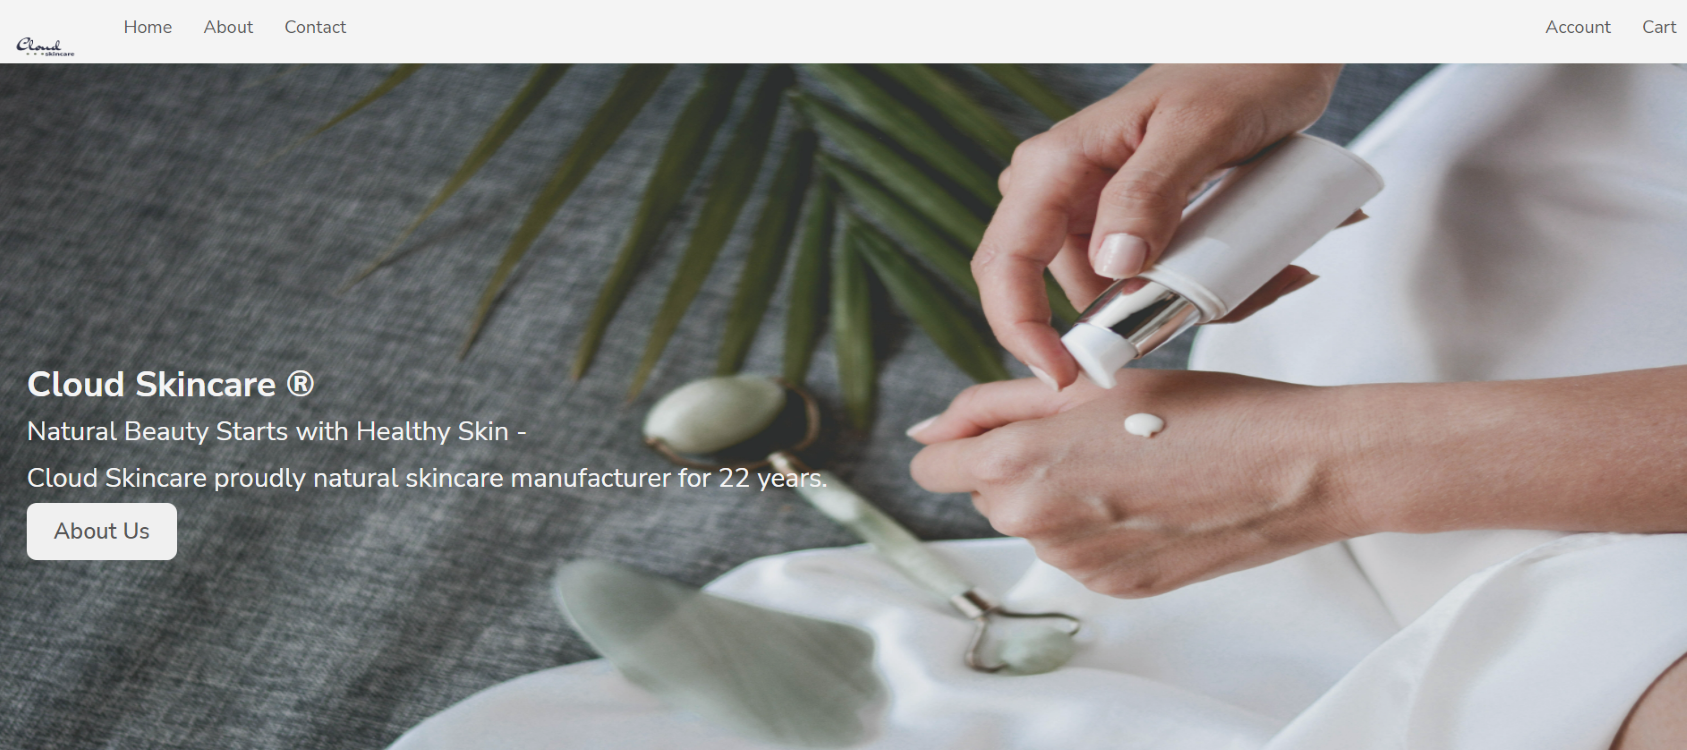 Home About Contact
Account Cart
Cloud
skincare
Cloud Skincare ®
Natural Beauty Starts with Healthy Skin -
Cloud Skincare proudly natural skincare manufacturer for 22 years.
About Us